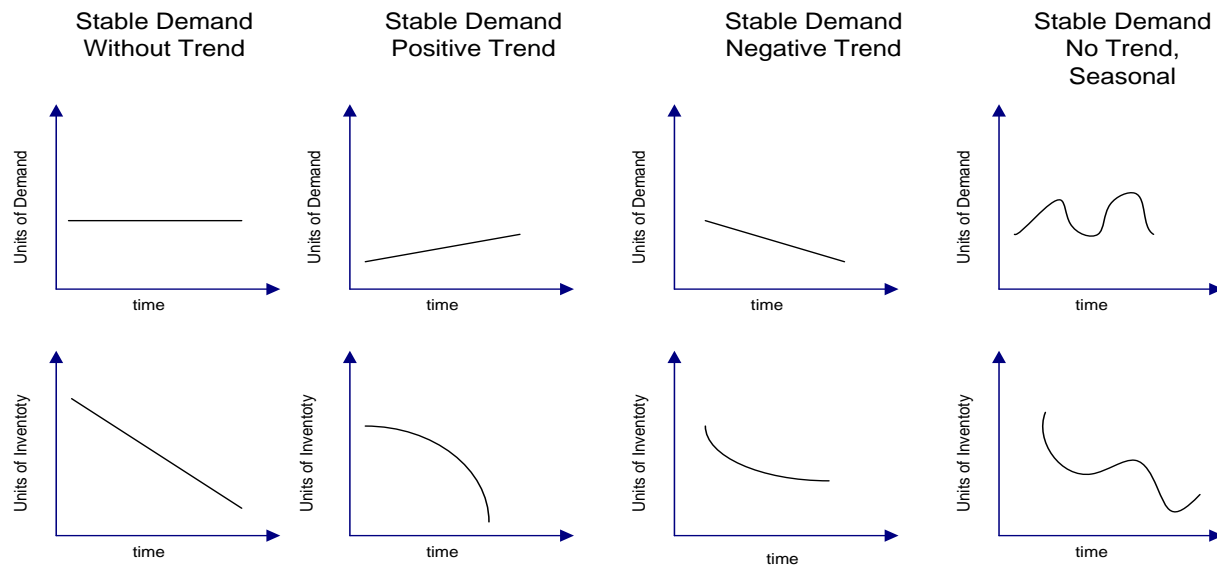 Stable Demand
Without Trend
Stable Demand
Positive Trend
Stable Demand
Negative Trend
Stable Demand
No Trend,
Seasonal
Units of Demand
time
Units of Demand
time
Units of Demand
time
Units of Demand
time
Units of Inventoty
time
Units of Inventoty
time
Units of Inventoty
time
Units of Inventoty
time